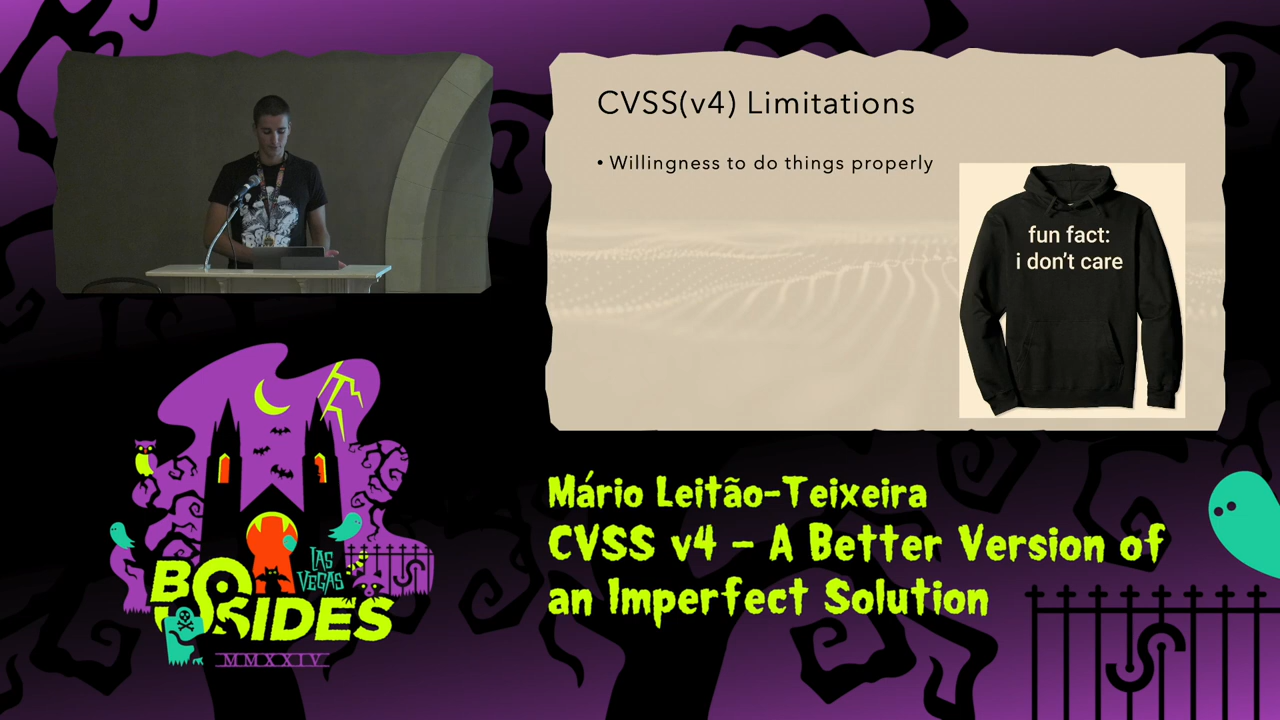 CVSS(v4) Limitations
• Willingness to do things properly
fun fact:
i don't care
Mário Leitão-Teixeira
CVSS v4 - A Better Version of
an Imperfect Solution
LAS
VEGAS
BSIDES
MMXXIV